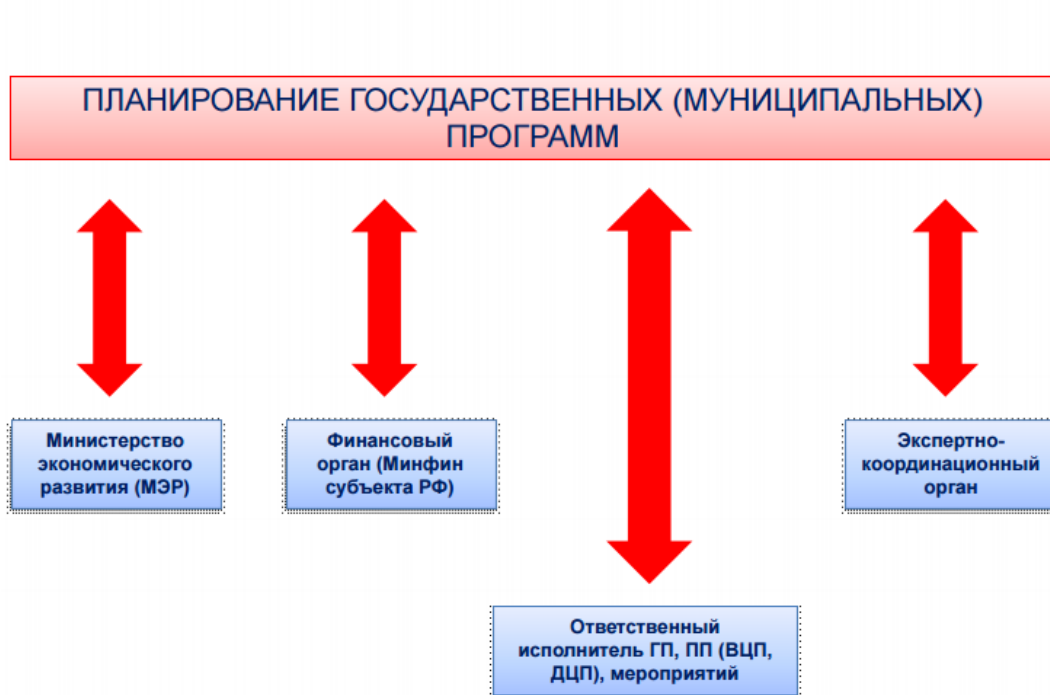 ПЛАНИРОВАНИЕ ГОСУДАРСТВЕННЫХ (МУНИЦИПАЛЬНЫХ)
ПРОГРАММ
Министерство
экономического
развития (МЭР)
Финансовый
орган (Минфин
субъекта РФ)
Экспертно-
координационный
орган
Ответственный
исполнитель ГП, ПП (ВЦП,
ДЦП), мероприятий